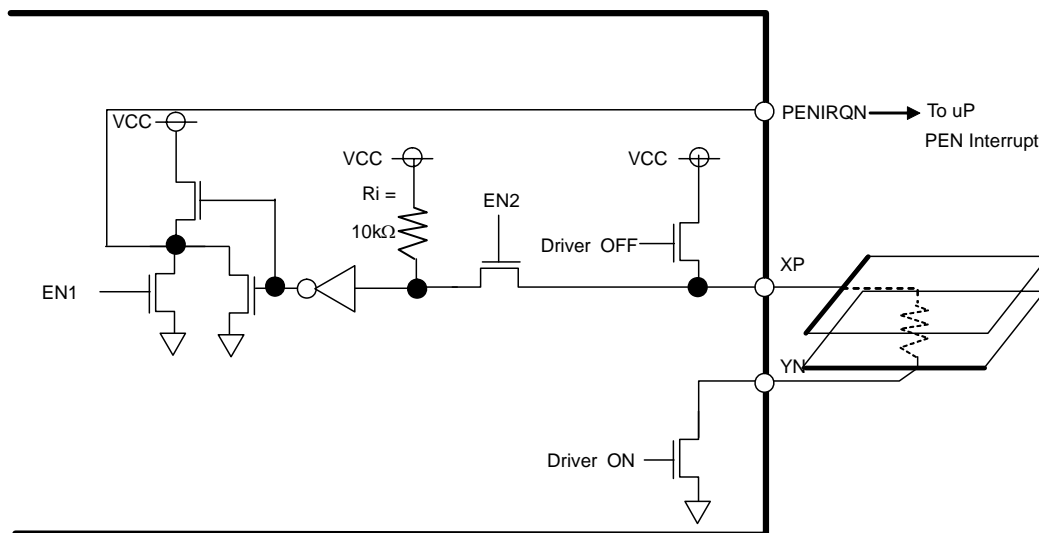 PENIRQN
To uP
PEN Interrupt
VCC
VCC
VCC
Ri =
10kΩ
EN2
Driver OFF
XP
EN1
YN
Driver ON